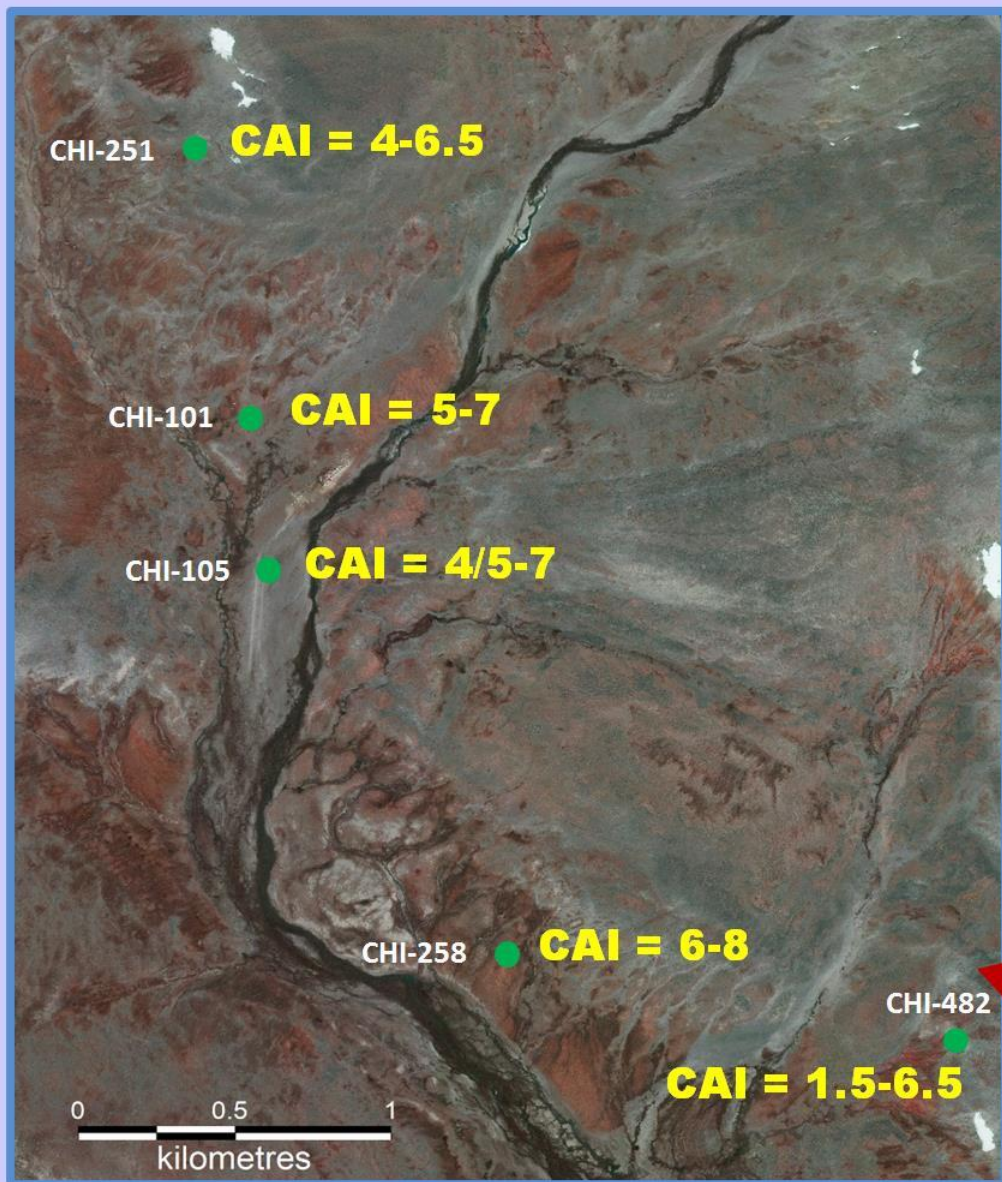 CHI-251
CAI = 4-6.5
CHI-101
CAI = 5-7
CHI-105
CAI = 4/5-7
CHI-258
CAI = 6-8
CHI-482
CAI = 1.5-6.5
0 0.5 1
kilometres